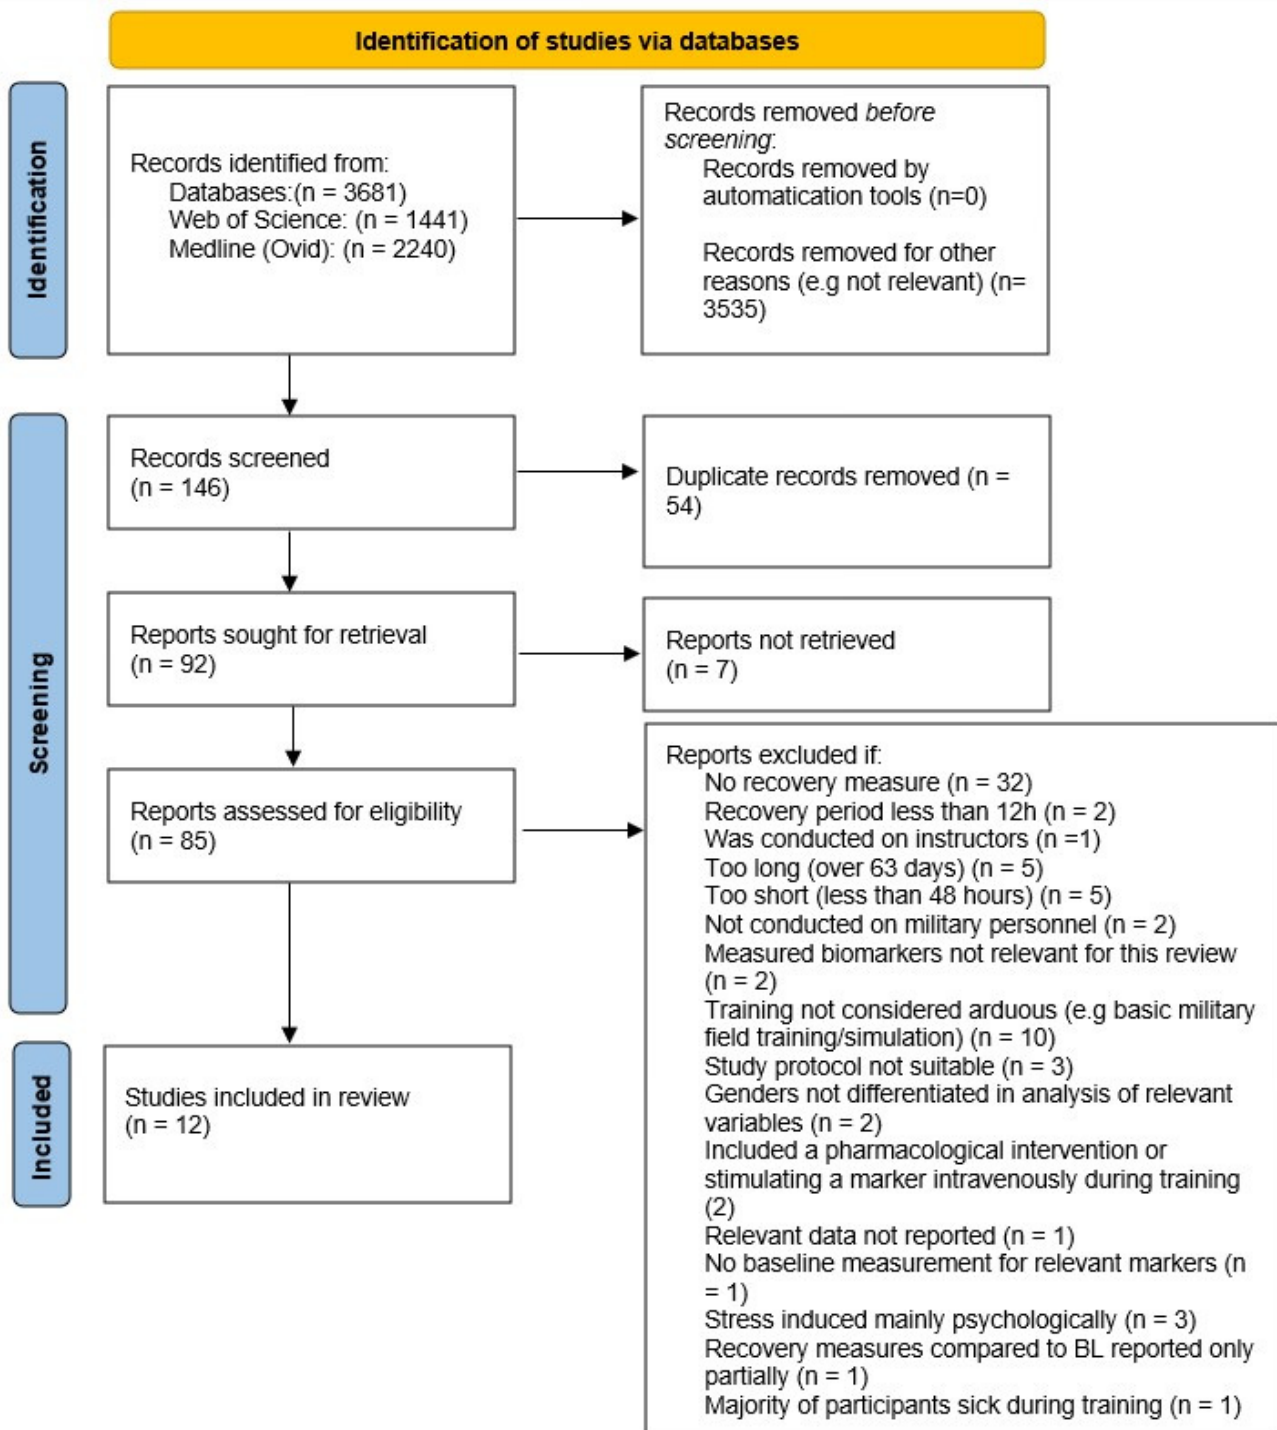 Identification of studies via databases
Identification
Records identified from:
Databases:(n = 3681)
Web of Science: (n = 1441)
Medline (Ovid): (n = 2240)
Records removed before
screening:
Records removed by
automatication tools (n=0)
Records removed for other
reasons (e.g not relevant) (n=
3535)
Screening
Records screened
(n = 146)
Duplicate records removed (n =
54)
Reports sought for retrieval
(n = 92)
Reports not retrieved
(n = 7)
Reports assessed for eligibility
(n = 85)
Reports excluded if:
No recovery measure (n = 32)
Recovery period less than 12h (n = 2)
Was conducted on instructors (n =1)
Too long (over 63 days) (n = 5)
Too short (less than 48 hours) (n = 5)
Not conducted on military personnel (n = 2)
Measured biomarkers not relevant for this review
(n = 2)
Training not considered arduous (e.g basic military
field training/simulation) (n = 10)
Study protocol not suitable (n = 3)
Genders not differentiated in analysis of relevant
variables (n = 2)
Included a pharmacological intervention or
stimulating a marker intravenously during training
(2)
Relevant data not reported (n = 1)
No baseline measurement for relevant markers (n
= 1)
Stress induced mainly psychologically (n = 3)
Recovery measures compared to BL reported only
partially (n = 1)
Majority of participants sick during training (n = 1)
Included
Studies included in review
(n = 12)